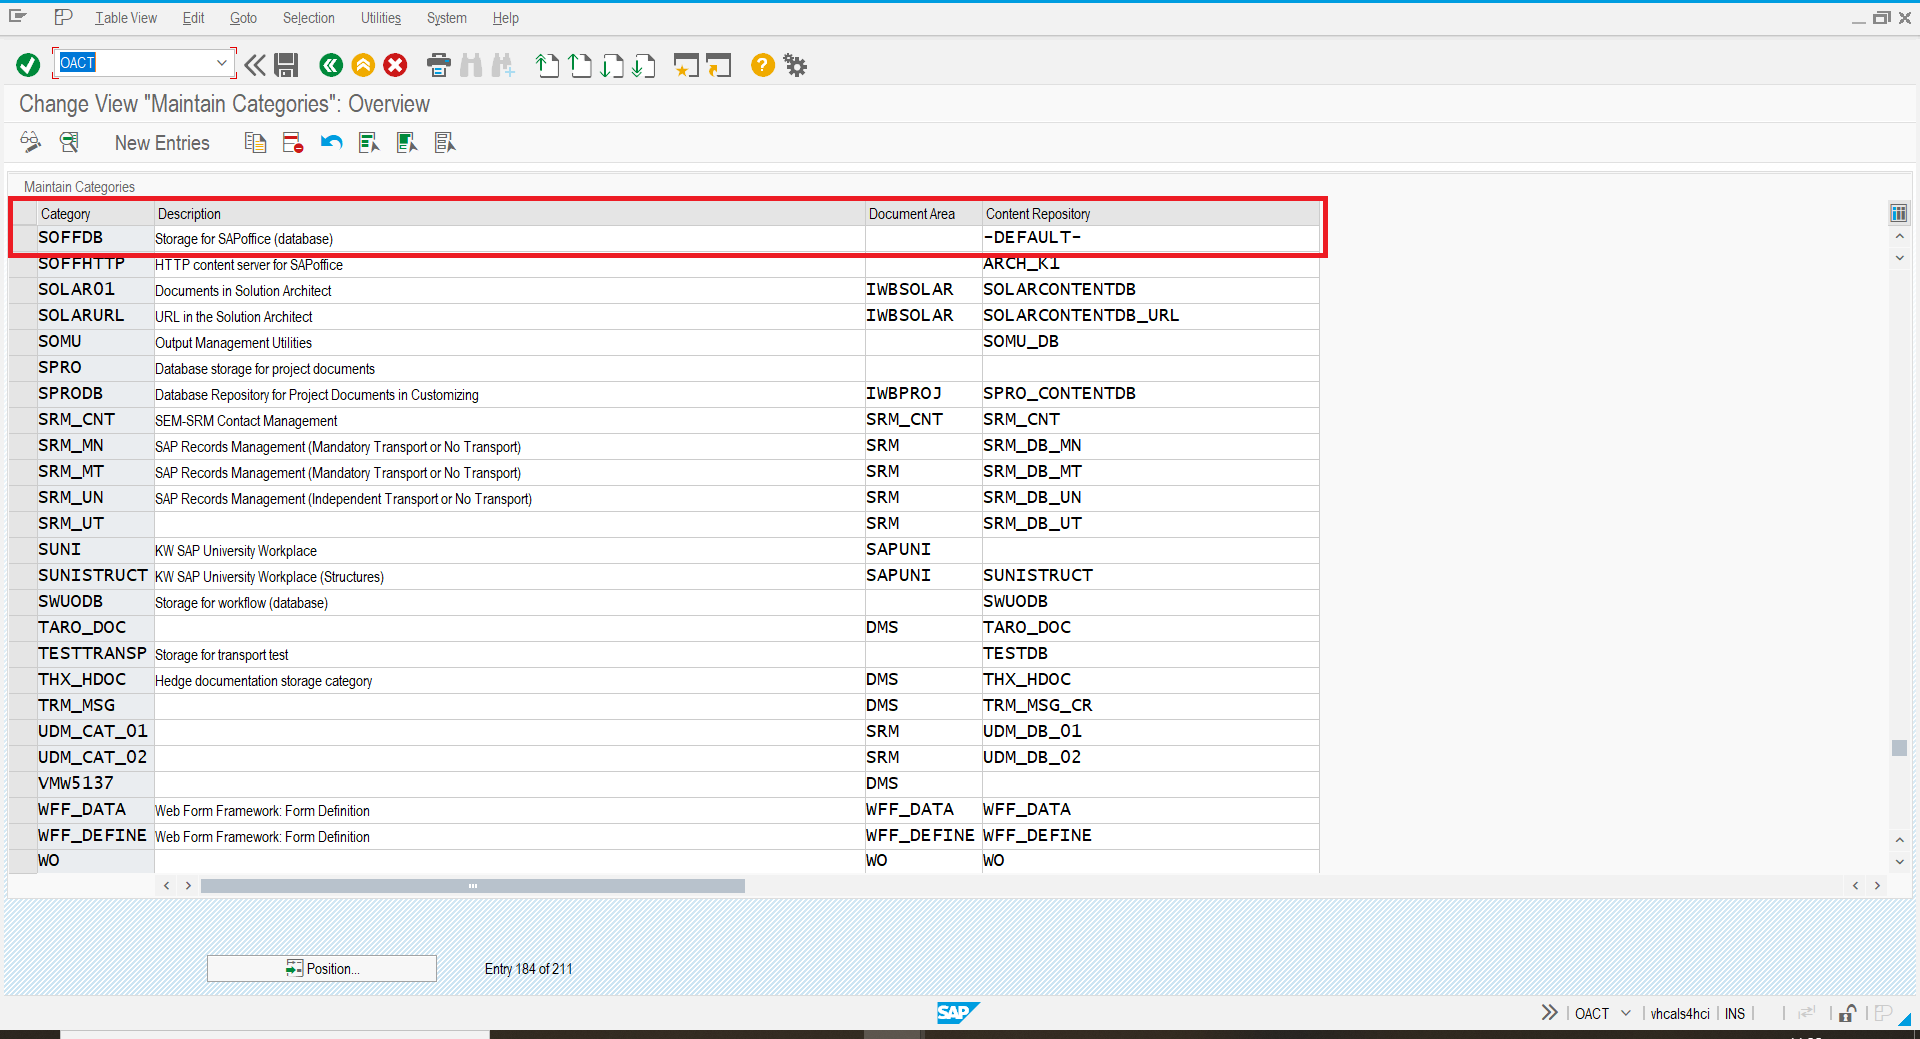 Table View Edit Goto Selection Utilities System Help
OACT
Change View "Maintain Categories": Overview
New Entries
Maintain Categories
Category Description Document Area Content Repository
SOFFDB Storage for SAPoffice (database) -DEFAULT-
SOFFHTTP HTTP content server for SAPoffice ARCH_K1
SOLAR01 Documents in Solution Architect IWBSOLAR SOLARCONTENTDB
SOLARURL URL in the Solution Architect IWBSOLAR SOLARCONTENTDB_URL
SOMU Output Management Utilities SOMU_DB
SPRO Database storage for project documents
SPRODB Database Repository for Project Documents in Customizing IWBPROJ SPRO_CONTENTDB
SRM_CNT SEM-SRM Contact Management SRM_CNT SRM_CNT
SRM_MN SAP Records Management (Mandatory Transport or No Transport) SRM SRM_DB_MN
SRM_MT SAP Records Management (Mandatory Transport or No Transport) SRM SRM_DB_MT
SRM_UN SAP Records Management (Independent Transport or No Transport) SRM SRM_DB_UN
SRM_UT SRM SRM_DB_UT
SUNI KW SAP University Workplace SAPUNI
SUNISTRUCT KW SAP University Workplace (Structures) SAPUNI SUNISTRUCT
SWUODB Storage for workflow (database) SWUODB
TARO_DOC DMS TARO_DOC
TESTTRANSP Storage for transport test TESTDB
THX_HDOC Hedge documentation storage category DMS THX_HDOC
TRM_MSG DMS TRM_MSG_CR
UDM_CAT_01 SRM UDM_DB_01
UDM_CAT_02 SRM UDM_DB_02
VMW5137 DMS
WFF_DATA Web Form Framework: Form Definition WFF_DATA WFF_DATA
WFF_DEFINE Web Form Framework: Form Definition WFF_DEFINE WFF_DEFINE
WO WO WO
Position... Entry 184 of 211
SAP OACT vhcals4hci INS